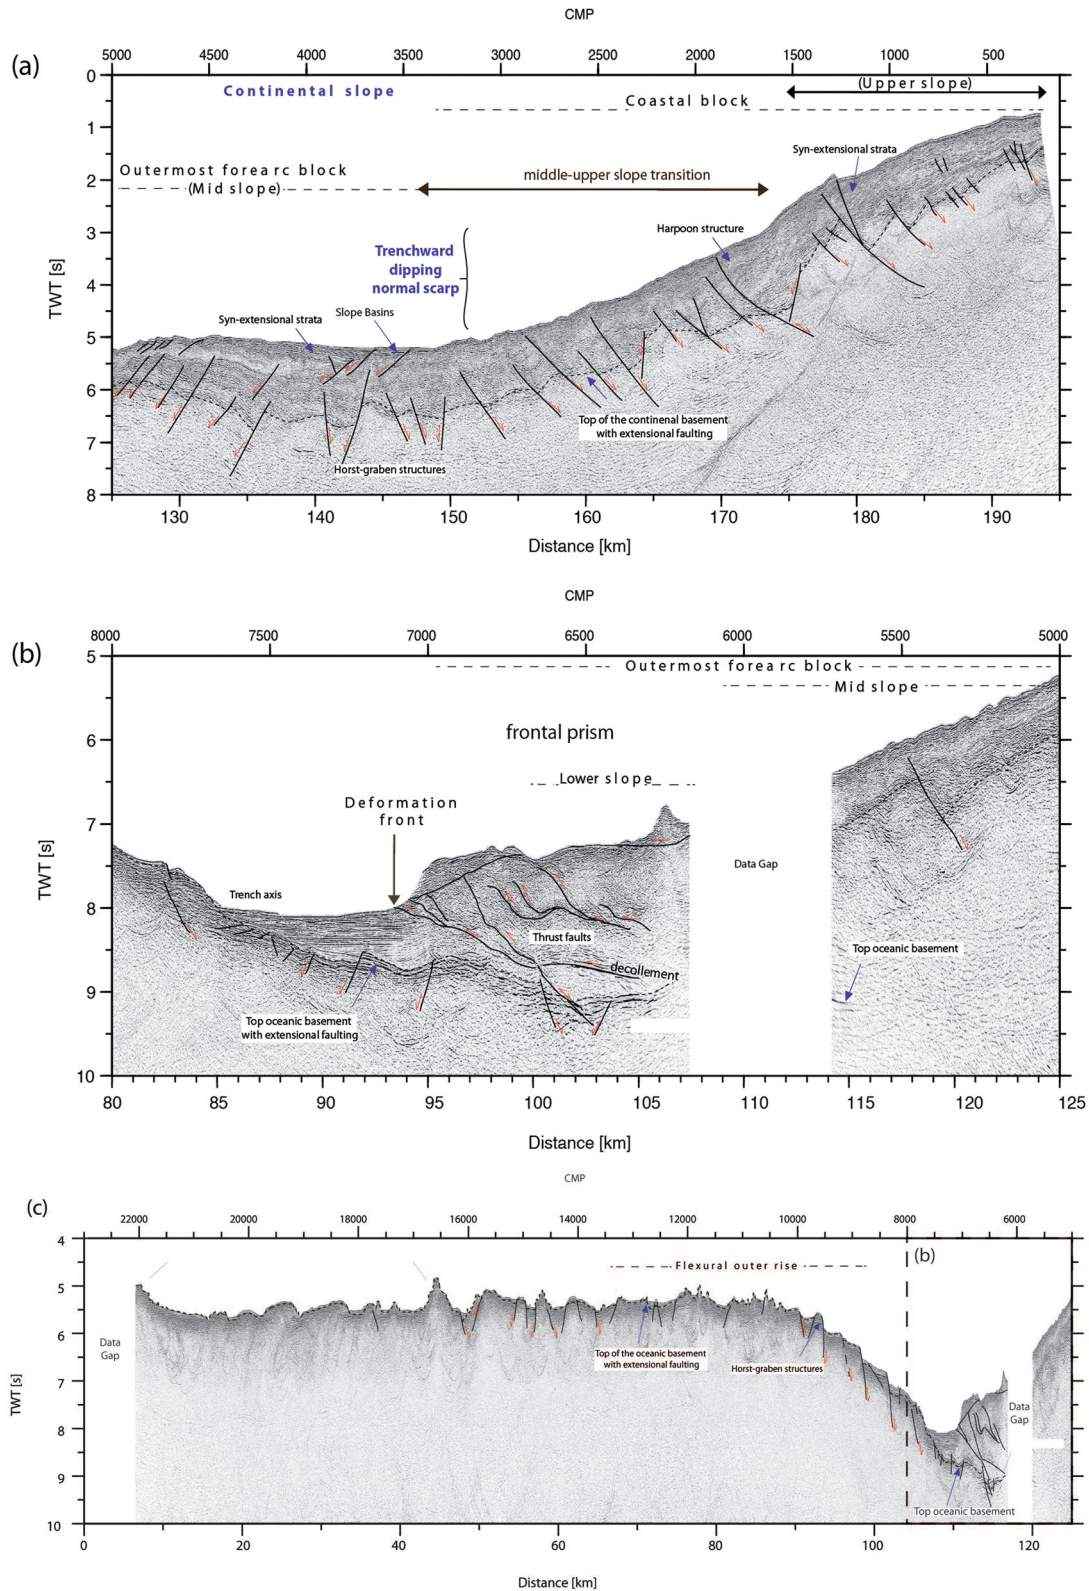 CMP
(a)
5000 4500 4000 3500 3000 2500 2000 1500 1000 500
0
Continental slope
(Upper slope)
Coastal block
1
Syn-extensional strata
Outermost forearc block
(Mid slope)
middle-upper slope transition
2
Harpoon structure
3
Trenchward
dipping
normal scarp
TWT [s]
4
Syn-extensional strata
Slope Basins
5
6
Top of the continenal basement
with extensional faulting
7
Horst-graben structures
8
130 140 150 160 170 180 190
Distance [km]
CMP
8000 7500 7000 6500 6000 5500 5000
(b)
5
Outermost forearc block
Mid slope
frontal prism
6
Lower slope
Deformation
front
7
TWT [s]
Data Gap
Trench axis
8
Thrust faults
Top oceanic basement
decollement
9
Top oceanic basement
with extensional faulting
10
80 85 90 95 100 105 110 115 120 125
Distance [km]
CMP
(c)
22000 20000 18000 16000 14000 12000 10000 8000 6000
4
(b)
Flexural outer rise
5
6
Data
Gap
Top of the oceanic basement
with extensional faulting
Horst-graben structures
7
TWT [s]
Data
Gap
8
9
Top oceanic basement
10
0 20 40 60 80 100 120
Distance [km]